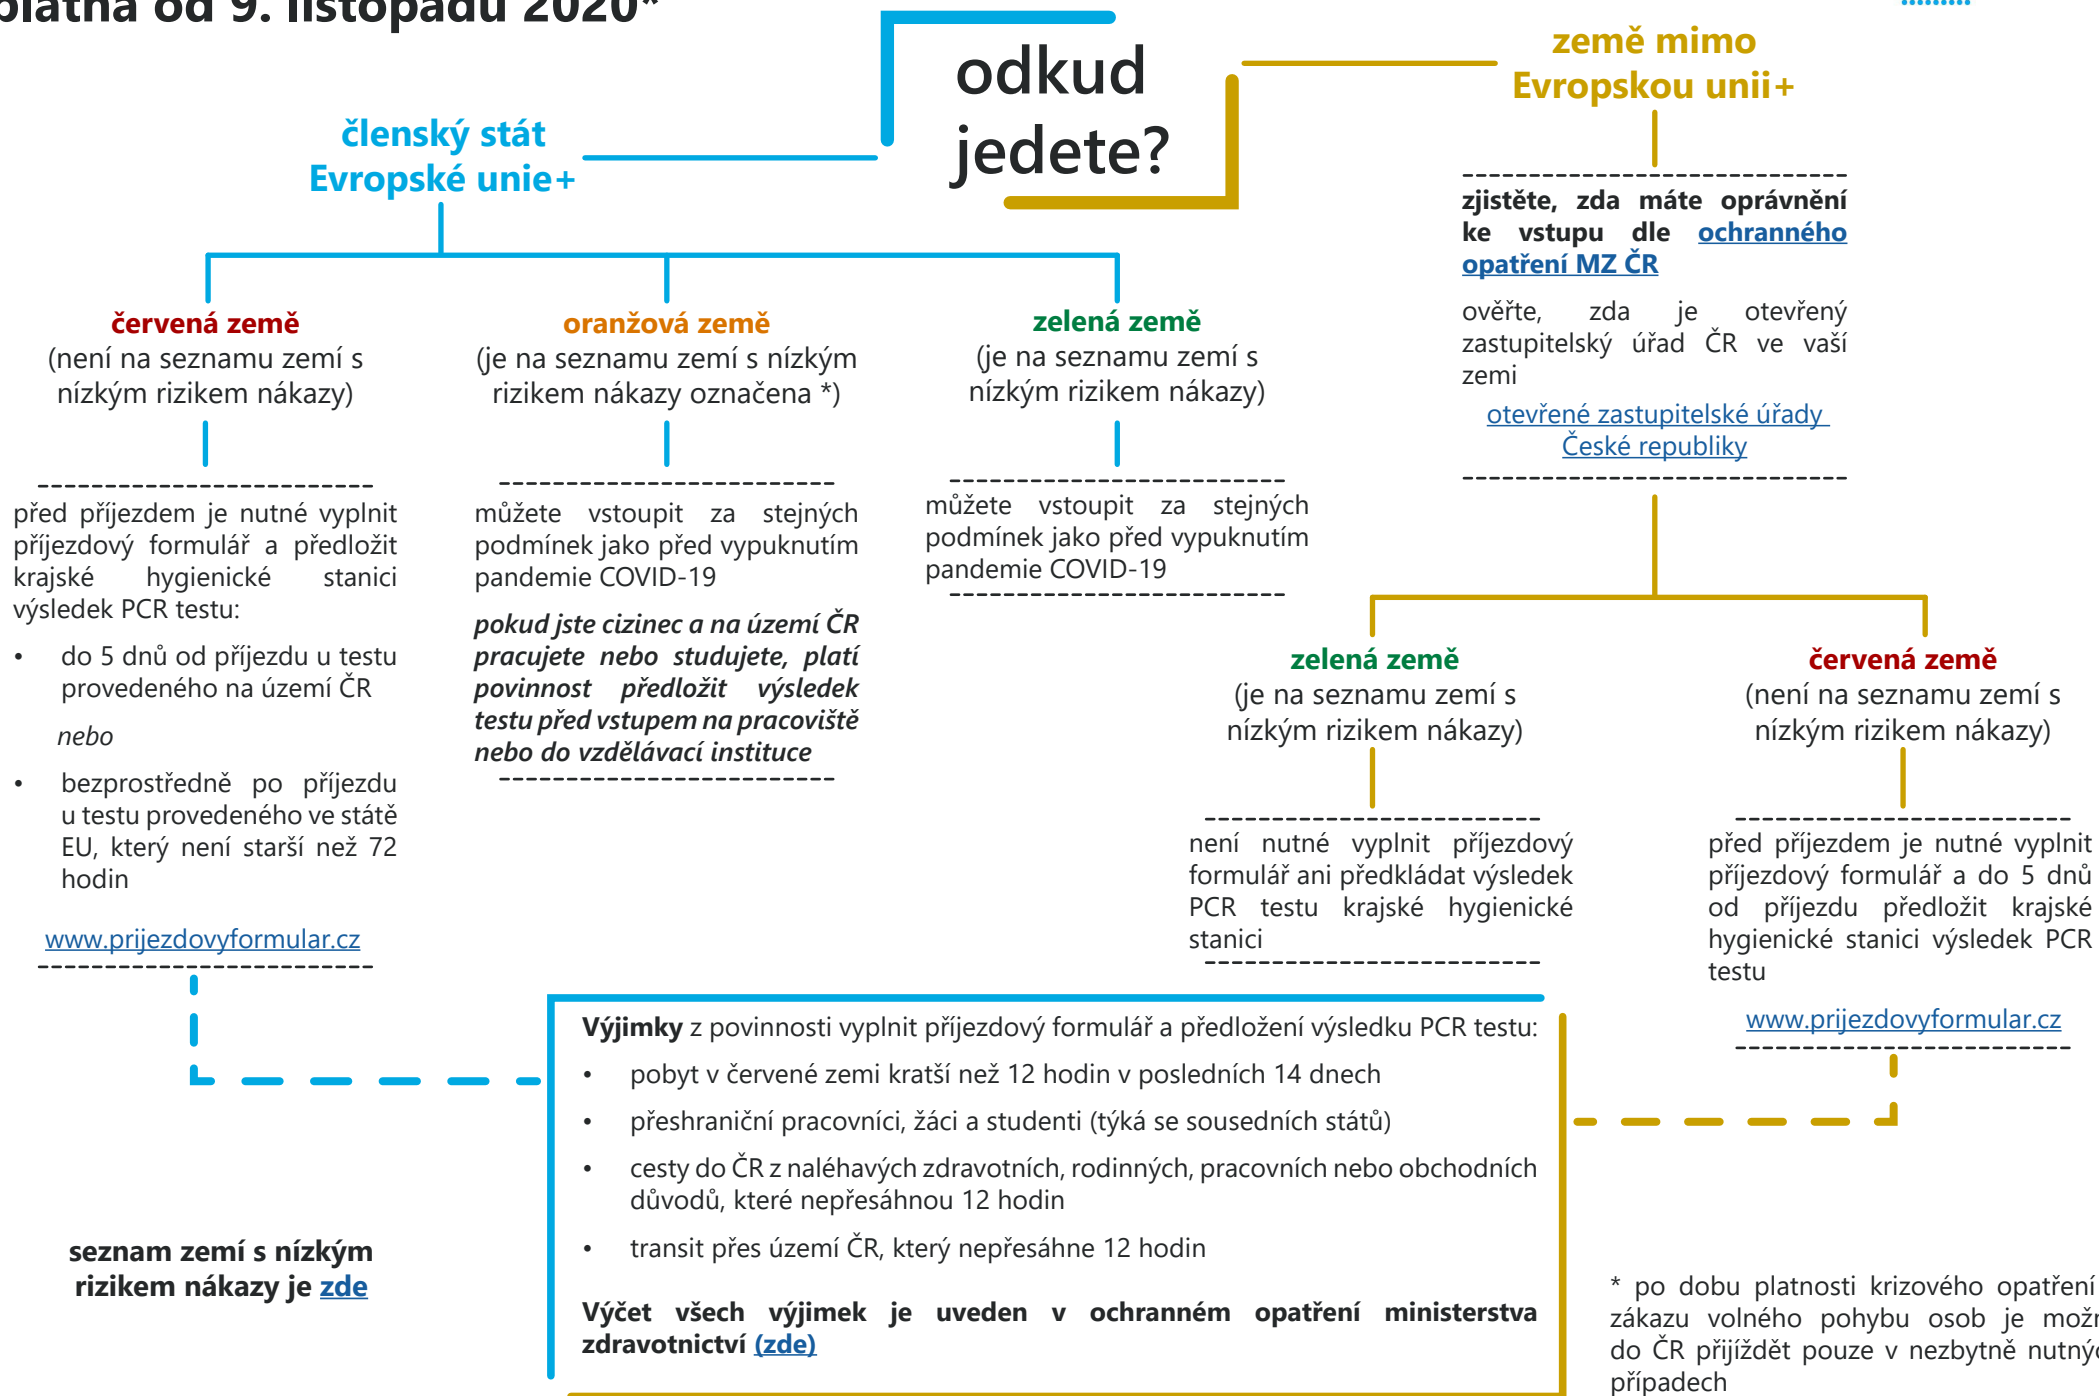 platná od 9. listopadu 2020*
odkud
jedete?
členský stát
Evropské unie+
červená země
(není na seznamu zemí s
nízkým rizikem nákazy)
před příjezdem je nutné vyplnit
příjezdový formulář a předložit
krajské hygienické stanici
výsledek PCR testu:
• do 5 dnů od příjezdu u testu
provedeného na území ČR
nebo
• bezprostředně po příjezdu
u testu provedeného ve státě
EU, který není starší než 72
hodin
www.prijezdovyformular.cz
oranžová země
(je na seznamu zemí s nízkým
rizikem nákazy označena *)
můžete vstoupit za stejných
podmínek jako před vypuknutím
pandemie COVID-19
pokud jste cizinec a na území ČR
pracujete nebo studujete, platí
povinnost předložit výsledek
testu před vstupem na pracoviště
nebo do vzdělávací instituce
zelená země
(je na seznamu zemí s
nízkým rizikem nákazy)
můžete vstoupit za stejných
podmínek jako před vypuknutím
pandemie COVID-19
země mimo
Evropskou unii+
zjistěte, zda máte oprávnění
ke vstupu dle ochranného
opatření MZ ČR
ověřte, zda je otevřený
zastupitelský úřad ČR ve vaší
zemi
otevřené zastupitelské úřady
České republiky
zelená země
(je na seznamu zemí s
nízkým rizikem nákazy)
není nutné vyplnit příjezdový
formulář ani předkládat výsledek
PCR testu krajské hygienické
stanici
červená země
(není na seznamu zemí s
nízkým rizikem nákazy)
před příjezdem je nutné vyplnit
příjezdový formulář a do 5 dnů
od příjezdu předložit krajské
hygienické stanici výsledek PCR
testu
www.prijezdovyformular.cz
Výjimky z povinnosti vyplnit příjezdový formulář a předložení výsledku PCR testu:
• pobyt v červené zemi kratší než 12 hodin v posledních 14 dnech
• přeshraniční pracovníci, žáci a studenti (týká se sousedních států)
• cesty do ČR z naléhavých zdravotních, rodinných, pracovních nebo obchodních
důvodů, které nepřesáhnou 12 hodin
• transit přes území ČR, který nepřesáhne 12 hodin
Výčet všech výjimek je uveden v ochranném opatření ministerstva
zdravotnictví (zde)
seznam zemí s nízkým
rizikem nákazy je zde
* po dobu platnosti krizového opatření
zákazu volného pohybu osob je
do ČR přijíždět pouze v nezbytně
případech